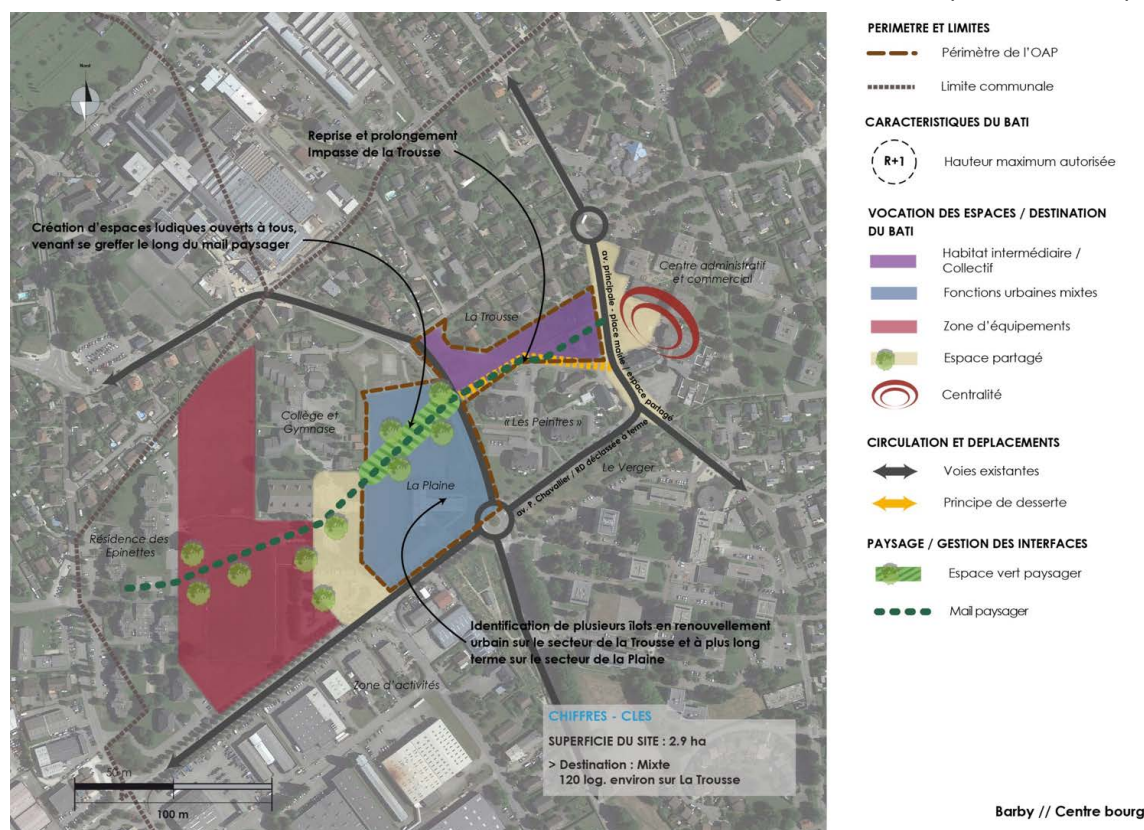 Nord
Reprise et prolongement
Impasse de la Trousse
Création d'espaces ludiques ouverts à tous,
venant se greffer le long du mail paysager
Centre administratif
et commercial
av. principale - place mairie / espace partagé
La Trousse
Collège et
Gymnase
« Les Peintres »
av. P. Chavallier / RD déclassée à terme
Le Verger
La Plaine
Résidence des
Epinettes
Identification de plusieurs îlots en renouvellement
urbain sur le secteur de la Trousse et à plus long
terme sur le secteur de la Plaine
Zone d'activités
CHIFFRES - CLES
SUPERFICIE DU SITE : 2.9 ha
> Destination : Mixte
120 log. environ sur La Trousse
50 m
100 m
PERIMETRE ET LIMITES
Périmètre de l'OAP
Limite communale
CARACTERISTIQUES DU BATI
R+1
Hauteur maximum autorisée
VOCATION DES ESPACES / DESTINATION
DU BATI
Habitat intermédiaire /
Collectif
Fonctions urbaines mixtes
Zone d'équipements
Espace partagé
Centralité
CIRCULATION ET DEPLACEMENTS
Voies existantes
Principe de desserte
PAYSAGE / GESTION DES INTERFACES
Espace vert paysager
Mail paysager
Barby // Centre bourg